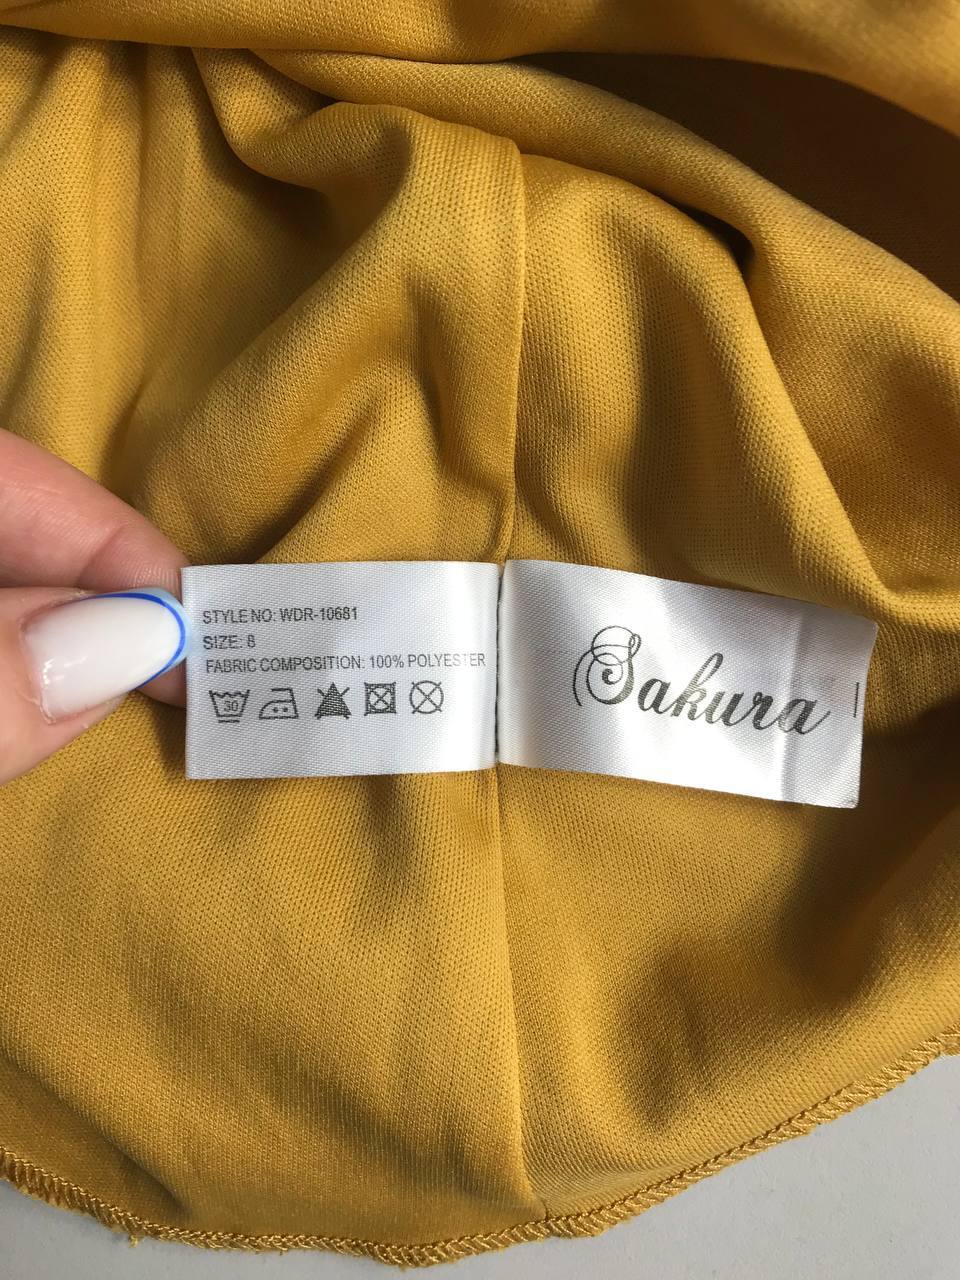 STYLE NO: WDR-10681
SIZE: 8
FABRIC COMPOSITION: 100% POLYESTER
30
Sakura